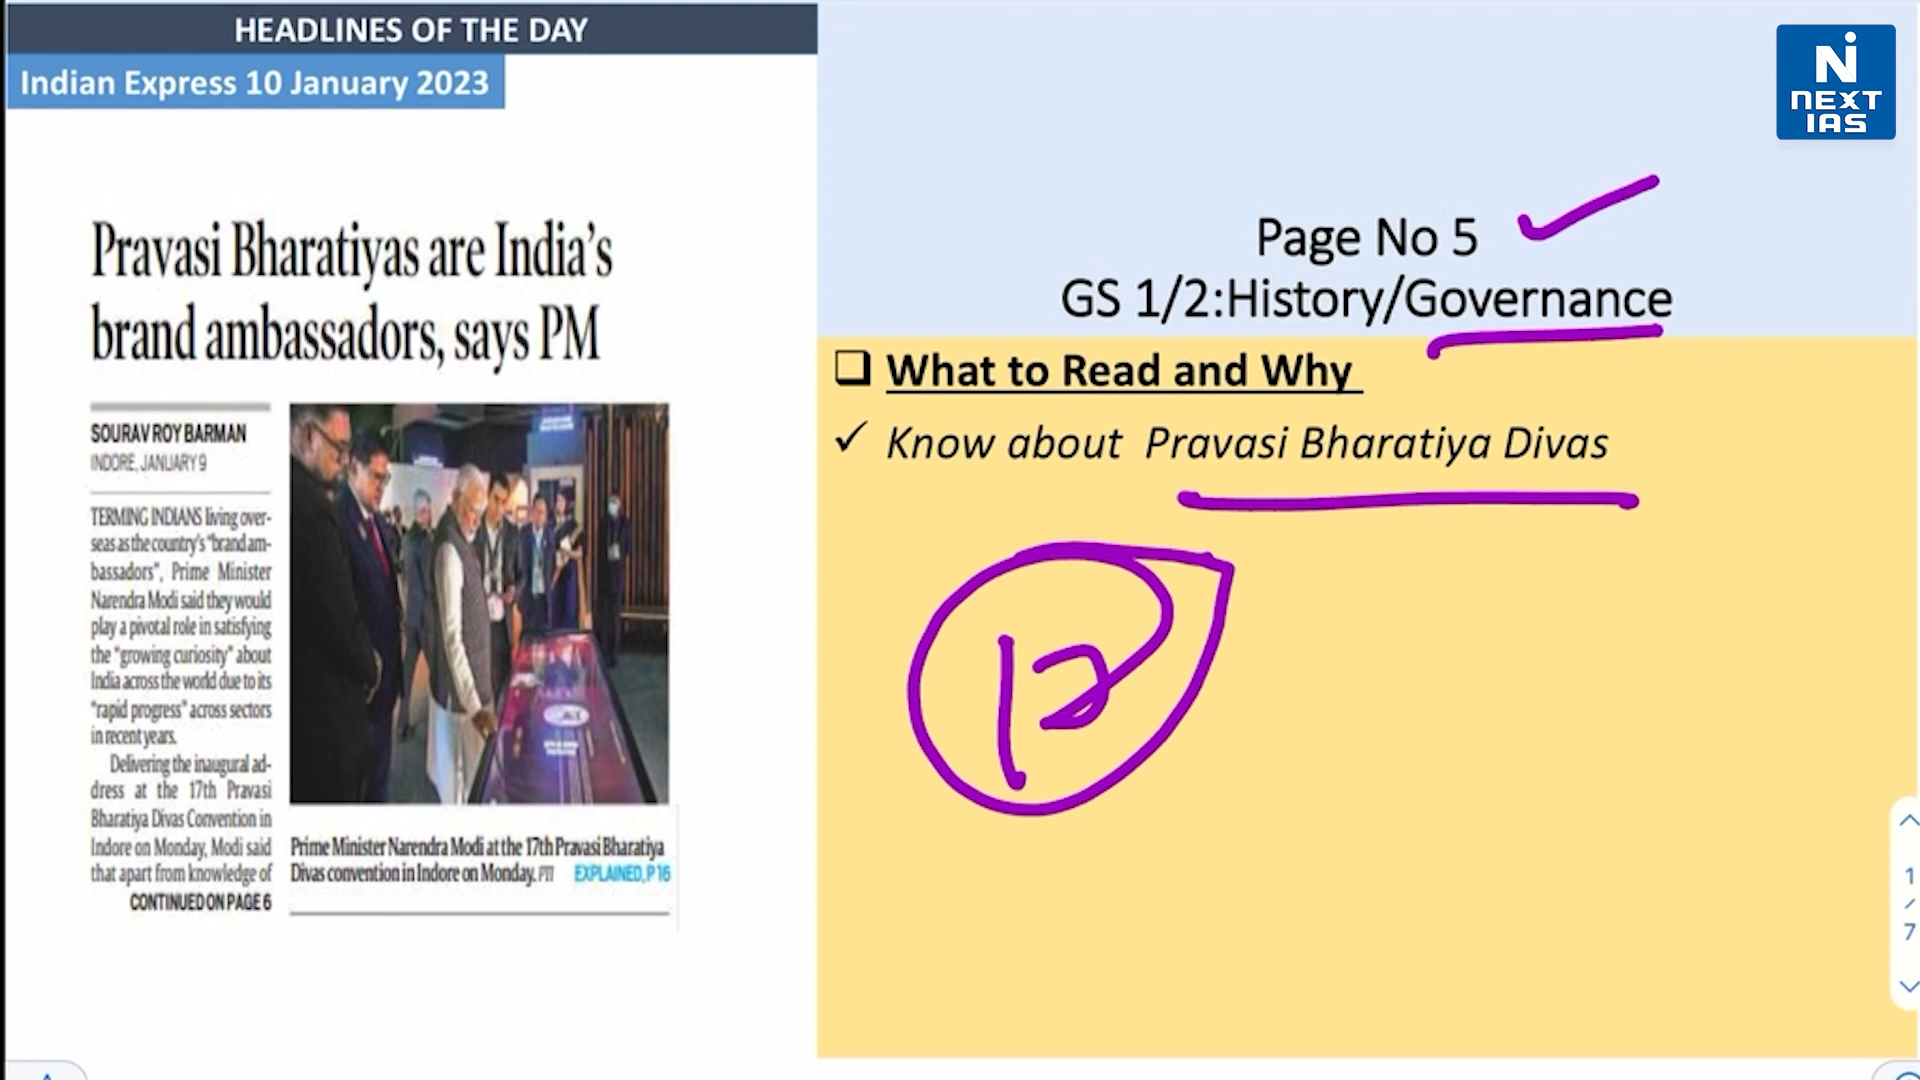 HEADLINES OF THE DAY
Indian Express 10 January 2023
Pravasi Bharatiyas are India's
brand ambassadors, says PM
SOURAV ROY BARMAN
INDORE, JANUARY 9
TERMING INDIANS living over-
seas as the country's "brand am-
bassadors", Prime Minister
Narendra Modi said they would
play a pivotal role in satisfying
the "growing curiosity" about
India across the world due to its
"rapid progress" across sectors
in recent years.
Delivering the inaugural ad-
dress at the 17th Pravasi
Bharatiya Divas Convention in
Indore on Monday, Modi said
that apart from knowledge of
CONTINUED ON PAGE 6
Prime Minister Narendra Modi at the 17th Pravasi Bharatiya
Divas convention in Indore on Monday. PTI EXPLAINED, P 16
NEXT
IAS
Page No 5
GS 1/2:History/Governance
❑ What to Read and Why
✓ Know about Pravasi Bharatiya Divas
1
/
7